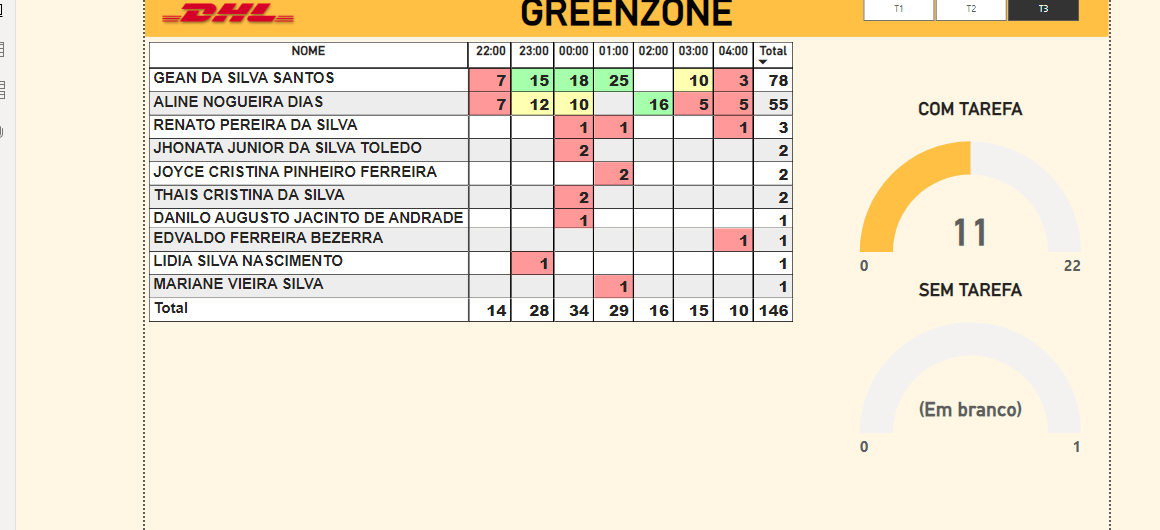 DHL GREENZONE T1 T2 T3
NOME 22:00 23:00 00:00 01:00 02:00 03:00 04:00 Total
GEAN DA SILVA SANTOS 7 15 18 25 10 3 78
ALINE NOGUEIRA DIAS 7 12 10 16 5 5 55
RENATO PEREIRA DA SILVA 1 1 1 3
JHONATA JUNIOR DA SILVA TOLEDO 2 2
JOYCE CRISTINA PINHEIRO FERREIRA 2 2
THAIS CRISTINA DA SILVA 2 2
DANILO AUGUSTO JACINTO DE ANDRADE 1 1
EDVALDO FERREIRA BEZERRA 1 1
LIDIA SILVA NASCIMENTO 1 1
MARIANE VIEIRA SILVA 1 1
Total 14 28 34 29 16 15 10 146
COM TAREFA
11
0 22
SEM TAREFA
(Em branco)
0 1